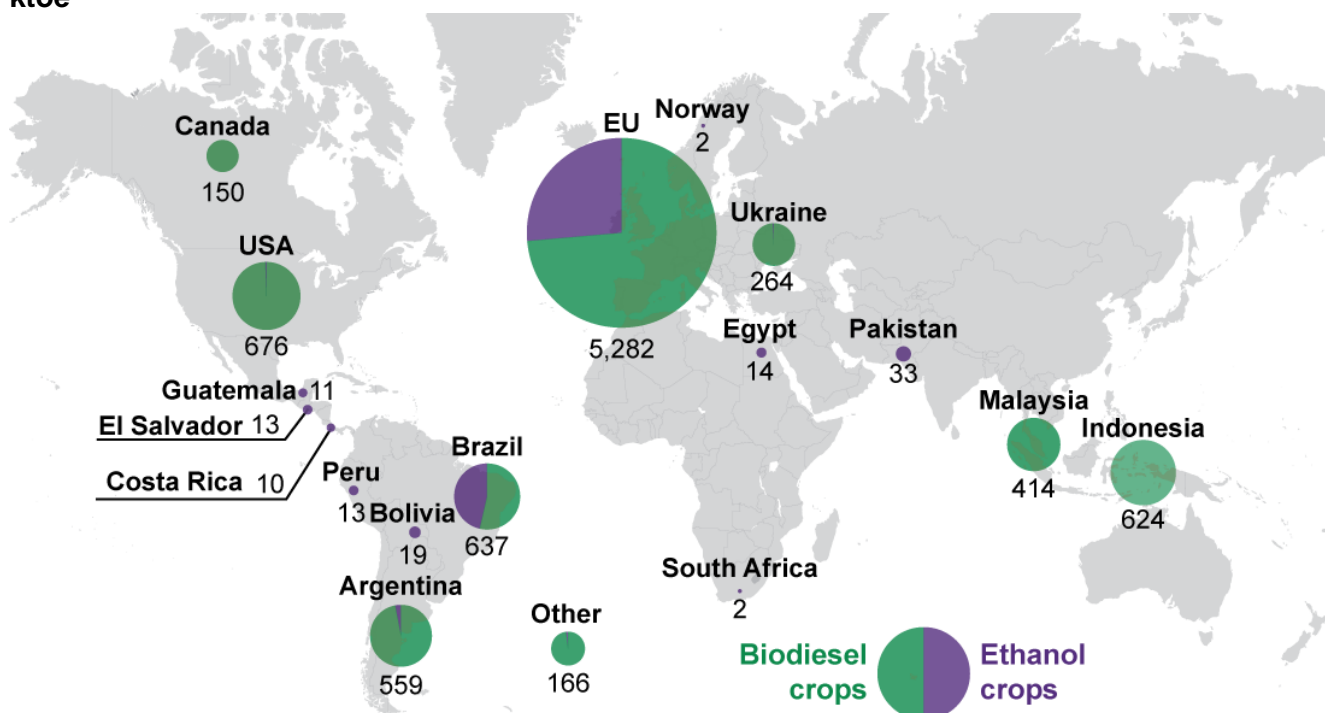 ktoe
Canada
150
USA
676
Guatemala 11
El Salvador 13
Costa Rica 10
Peru
13
Bolivia
19
Brazil
637
Argentina
559
Other
166
EU
5,282
Norway
2
Ukraine
264
Egypt
14
Pakistan
33
South Africa
2
Malaysia
414
Indonesia
624
Biodiesel
crops
Ethanol
crops